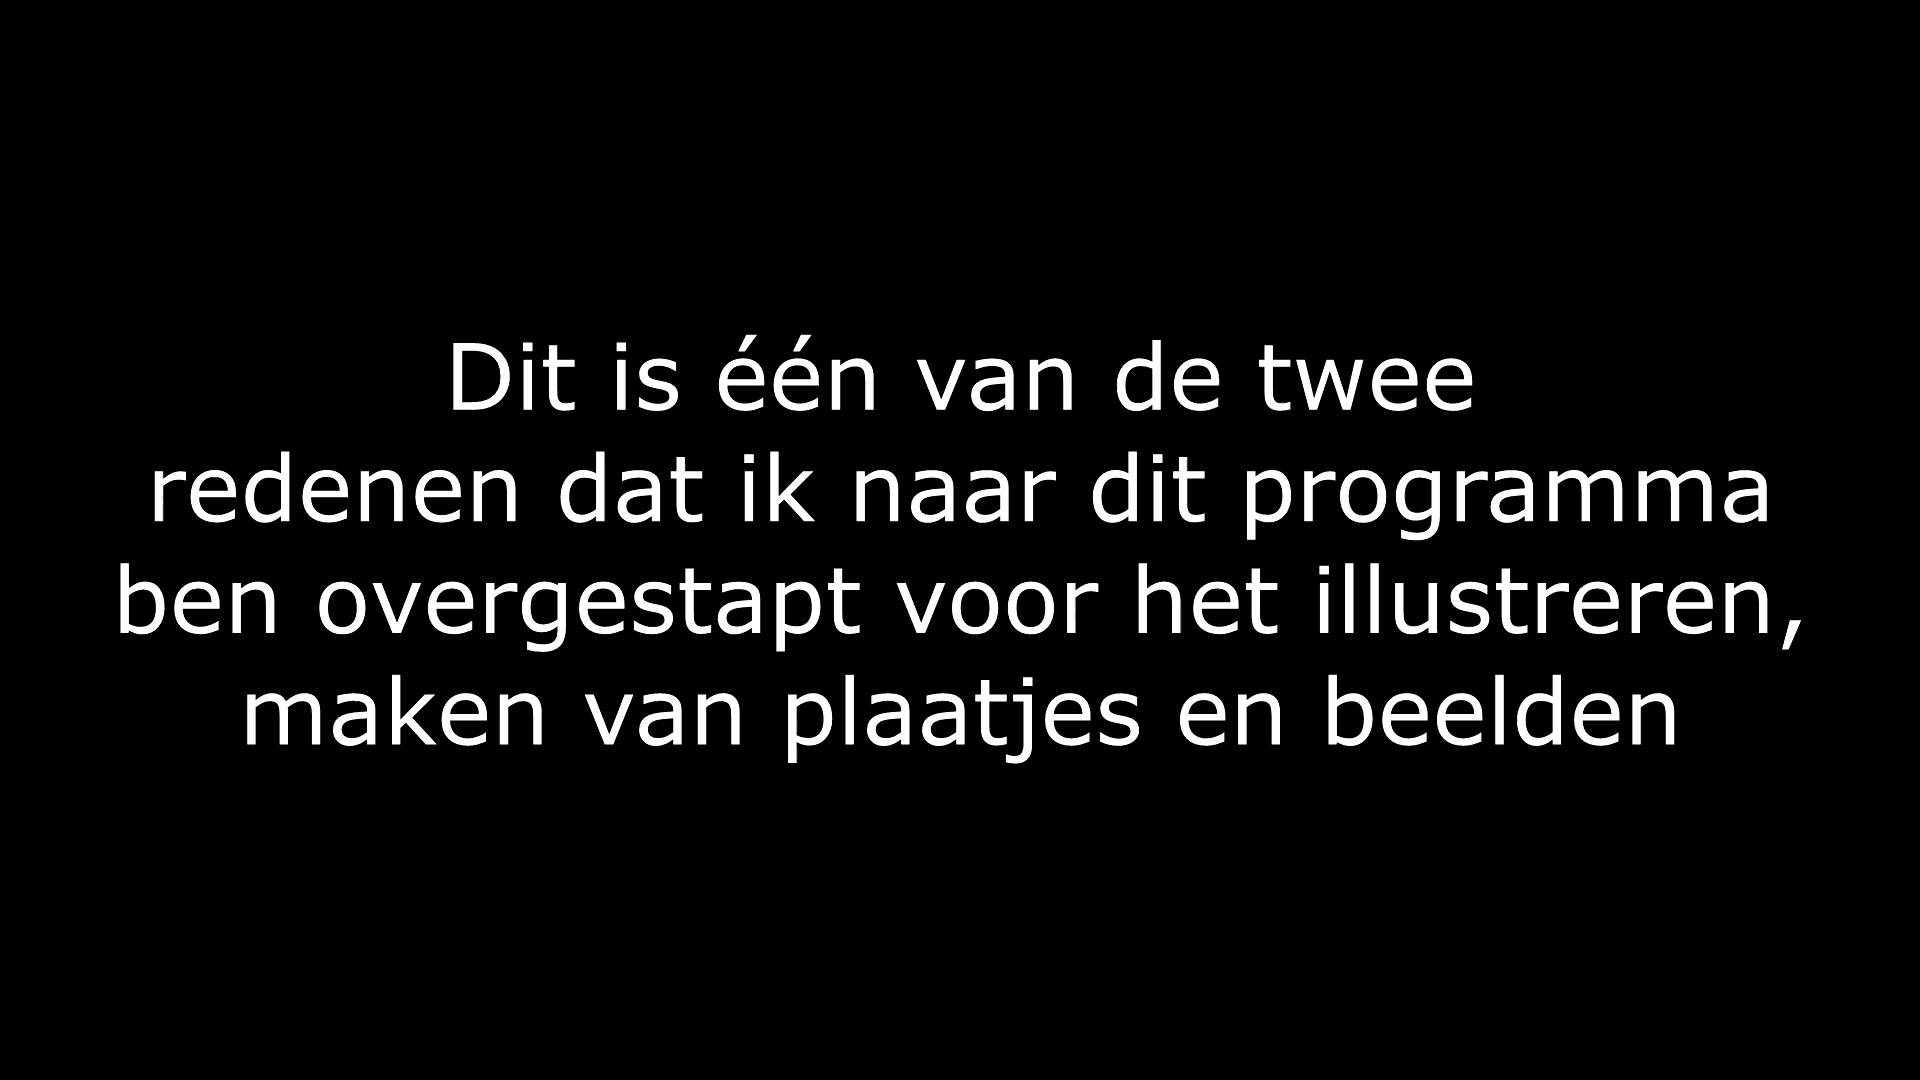 Dit is één van de twee
redenen dat ik naar dit programma
ben overgestapt voor het illustreren,
maken van plaatjes en beelden